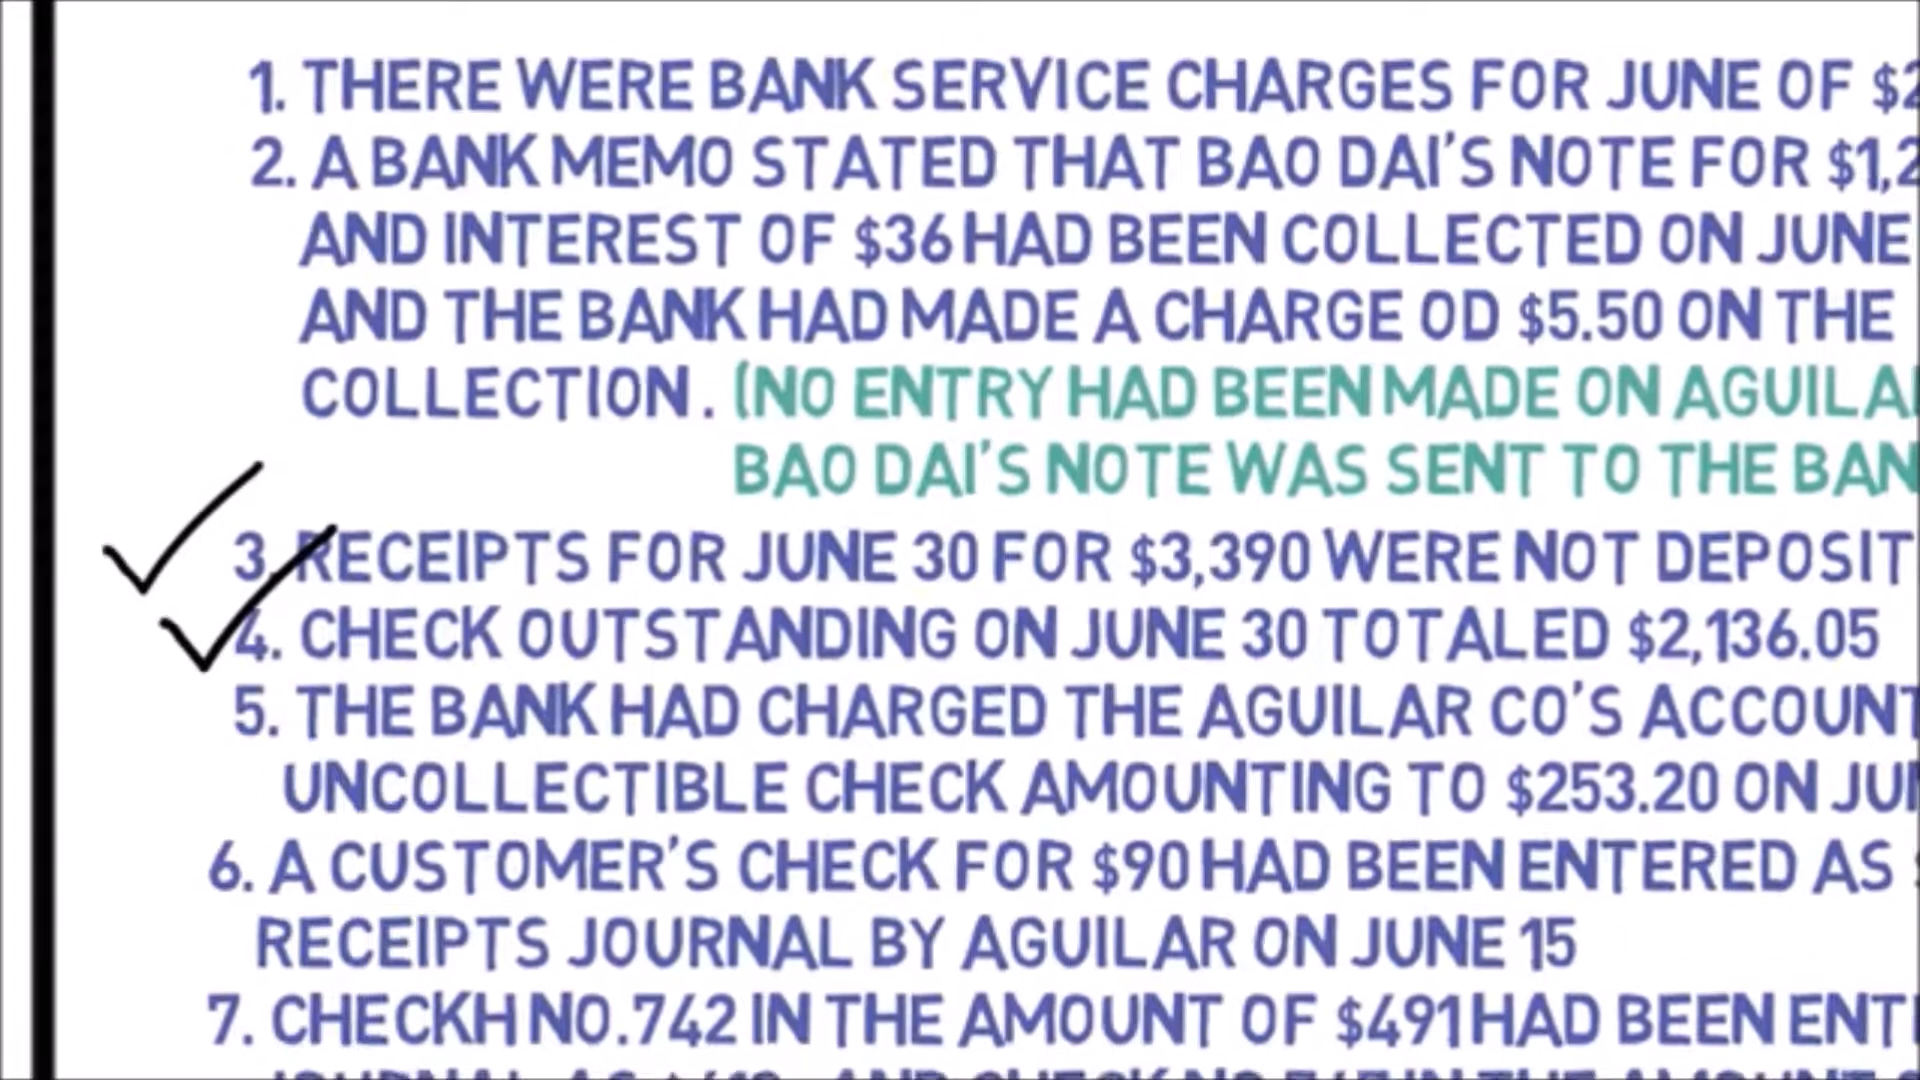 1. THERE WERE BANK SERVICE CHARGES FOR JUNE OF
2. A BANK MEMO STATED THAT BAO DAI'S NOTE FOR
AND INTEREST OF $36 HAD BEEN COLLECTED ON JUNE
AND THE BANK HAD MADE A CHARGE OD $5.50 ON THE
COLLECTION. (NO ENTRY HAD BEEN MADE ON
BAO DAI'S NOTE WAS SENT TO THE
3. RECEIPTS FOR JUNE 30 FOR $3,390 WERE NOT DEPOSIT
4. CHECK OUTSTANDING ON JUNE 30 TOTALED $2,136.05
5. THE BANK HAD CHARGED THE AGUILAR CO'S ACCOUNT
UNCOLLECTIBLE CHECK AMOUNTING TO $253.20 ON
6. A CUSTOMER'S CHECK FOR $90 HAD BEEN ENTERED AS
RECEIPTS JOURNAL BY AGUILAR ON JUNE 15
7. CHECKH NO.742 IN THE AMOUNT OF $491 HAD BEEN ENT